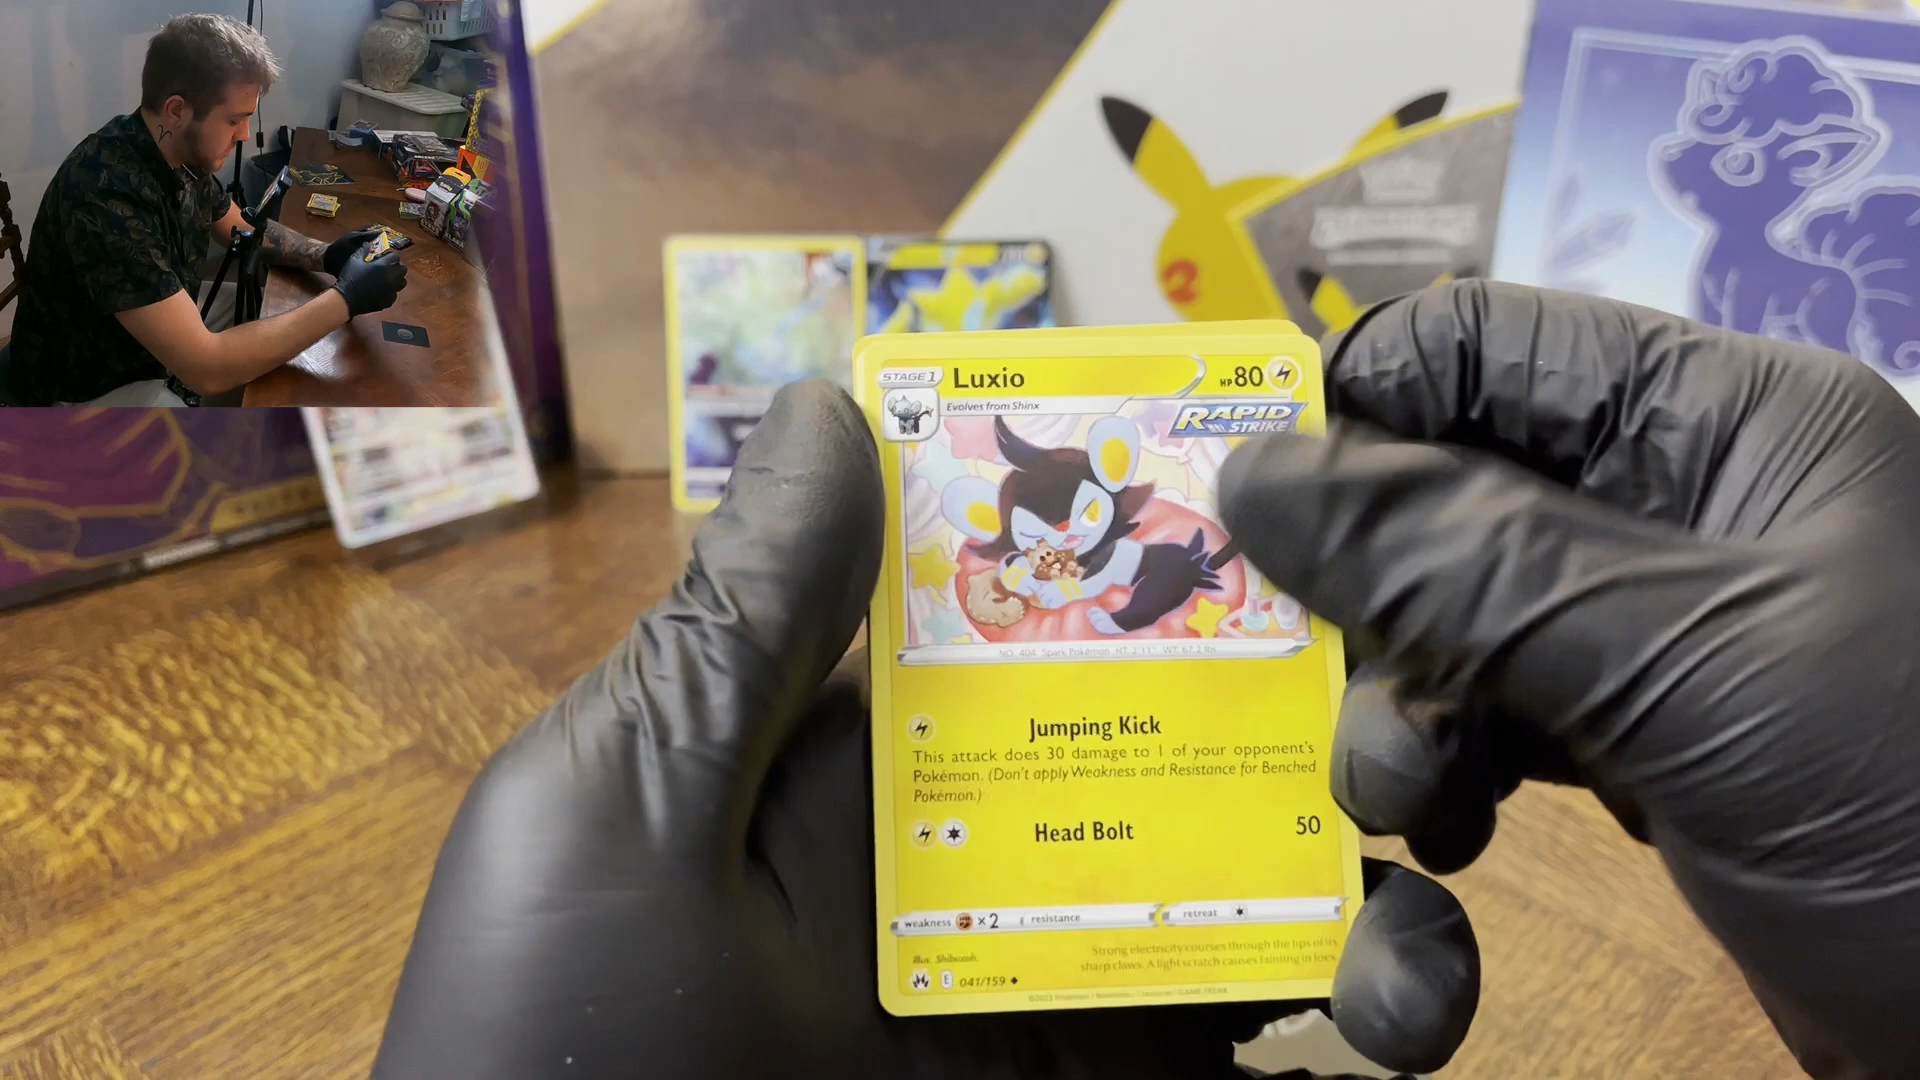 STAGE 1 Luxio HP 80
Evolves from Shinx
RAPID
STRIKE
NO. 404 Spark Pokémon HT: 2'11" WT: 67.2 lbs
Jumping Kick
This attack does 30 damage to 1 of your opponent's
Pokémon. (Don't apply Weakness and Resistance for Benched
Pokémon.)
Head Bolt 50
weakness ×2 resistance retreat
Strong electricity courses through the tips of its
sharp claws. A light scratch causes fainting in foes.
Illus. Shibuzoh.
E 041/159